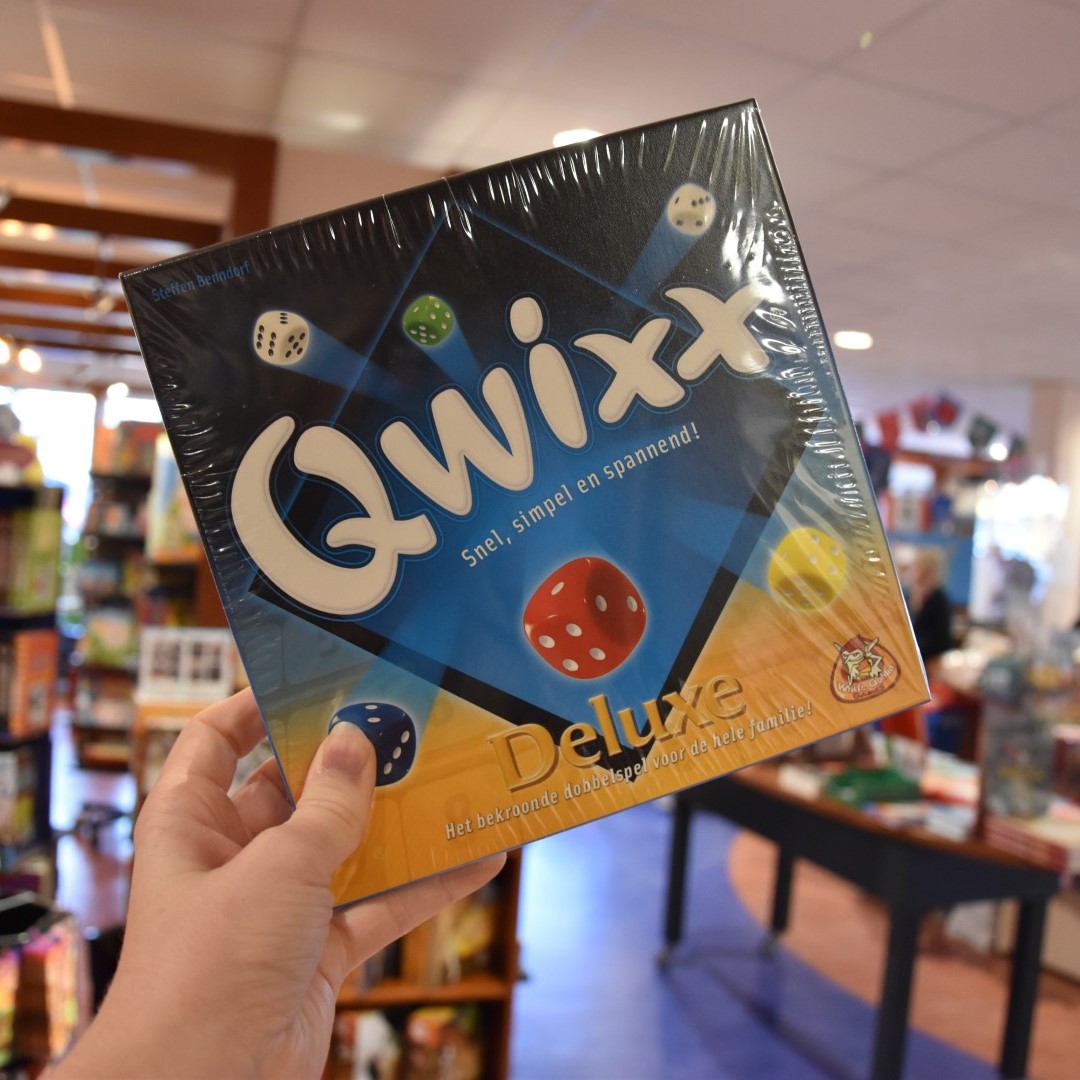 Steffen Benndorf
Qwixx
Snel, simpel en spannend!
Deluxe
Het bekroonde dobbelspel voor de hele familie!